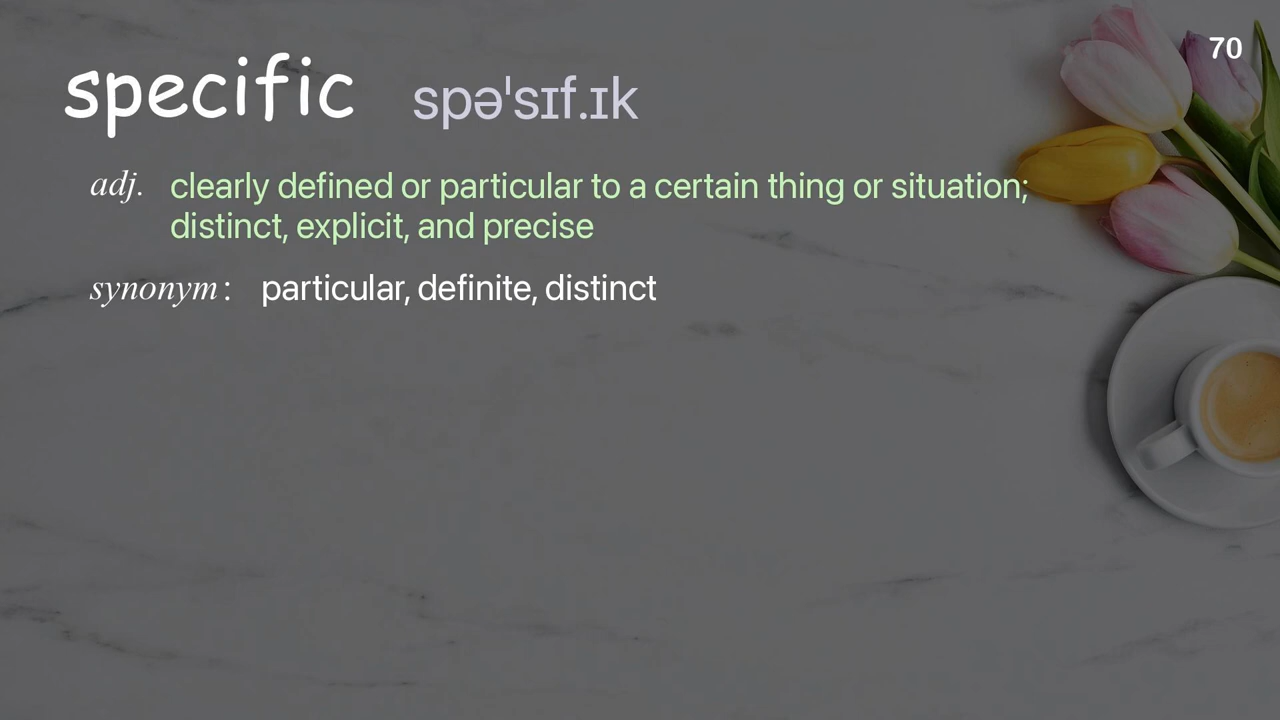 70
specific spəˈsɪf.ɪk
adj. clearly defined or particular to a certain thing or situation;
distinct, explicit, and precise
synonym: particular, definite, distinct